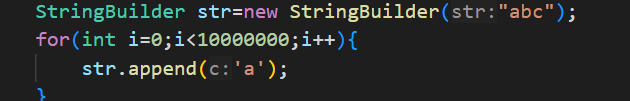 StringBuilder str=new StringBuilder(str:"abc");
for(int i=0;i<10000000;i++){
str.append(c:'a');
}